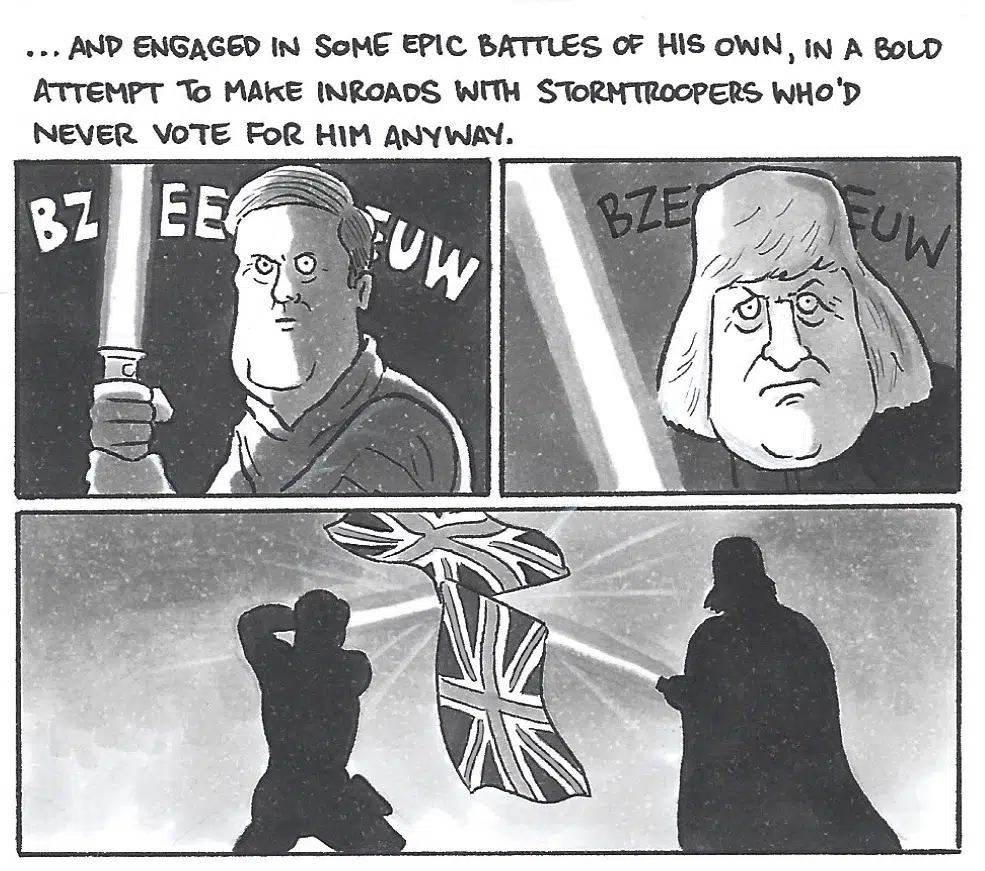 ... AND ENGAGED IN SOME EPIC BATTLES OF HIS OWN, IN A BOLD
ATTEMPT TO MAKE INROADS WITH STORMTROOPERS WHO'D
NEVER VOTE FOR HIM ANYWAY.
BZ EE EUW
BZE EUW